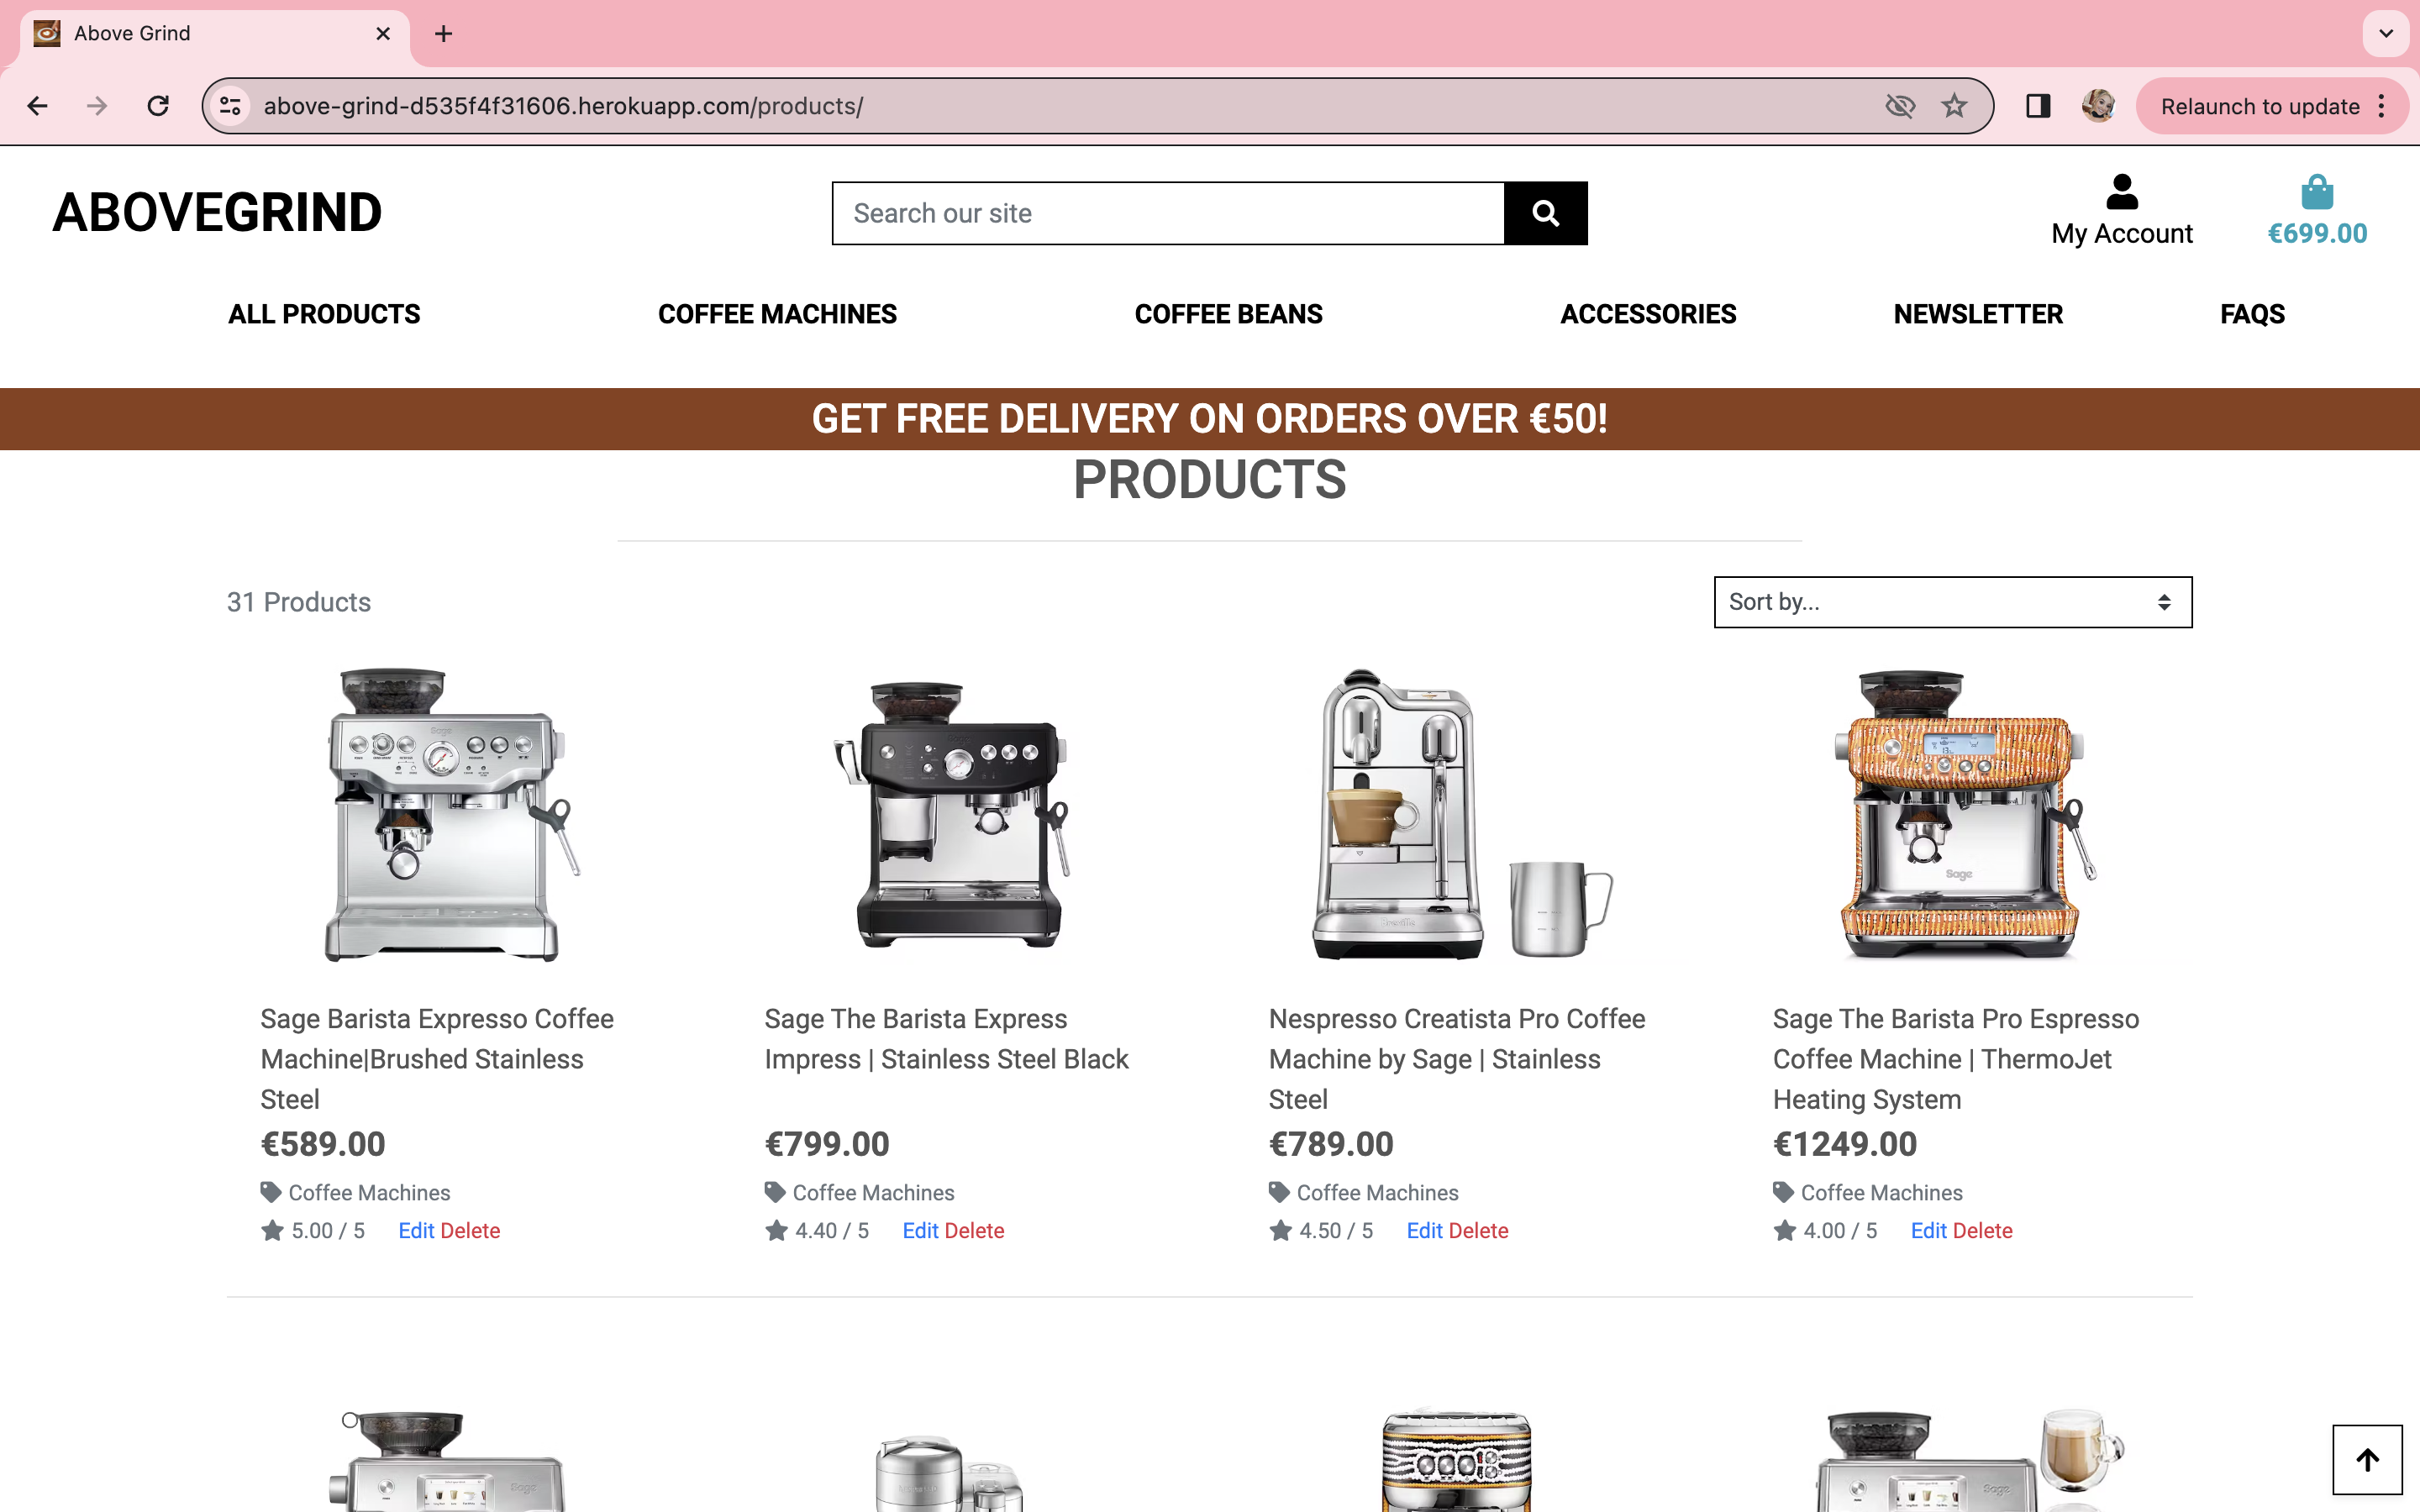 Above Grind
above-grind-d535f4f31606.herokuapp.com/products/
Relaunch to update
ABOVEGRIND
Search our site
My Account
€699.00
ALL PRODUCTS
COFFEE MACHINES
COFFEE BEANS
ACCESSORIES
NEWSLETTER
FAQS
GET FREE DELIVERY ON ORDERS OVER €50!
PRODUCTS
31 Products
Sort by...
Sage
Sage Barista Expresso Coffee
Machine|Brushed Stainless
Steel
€589.00
Coffee Machines
5.00 / 5
Edit Delete
Sage The Barista Express
Impress | Stainless Steel Black
€799.00
Coffee Machines
4.40 / 5
Edit Delete
Nespresso Creatista Pro Coffee
Machine by Sage | Stainless
Steel
€789.00
Coffee Machines
4.50 / 5
Edit Delete
Sage
Sage The Barista Pro Espresso
Coffee Machine | ThermoJet
Heating System
€1249.00
Coffee Machines
4.00 / 5
Edit Delete
Sage
Sage